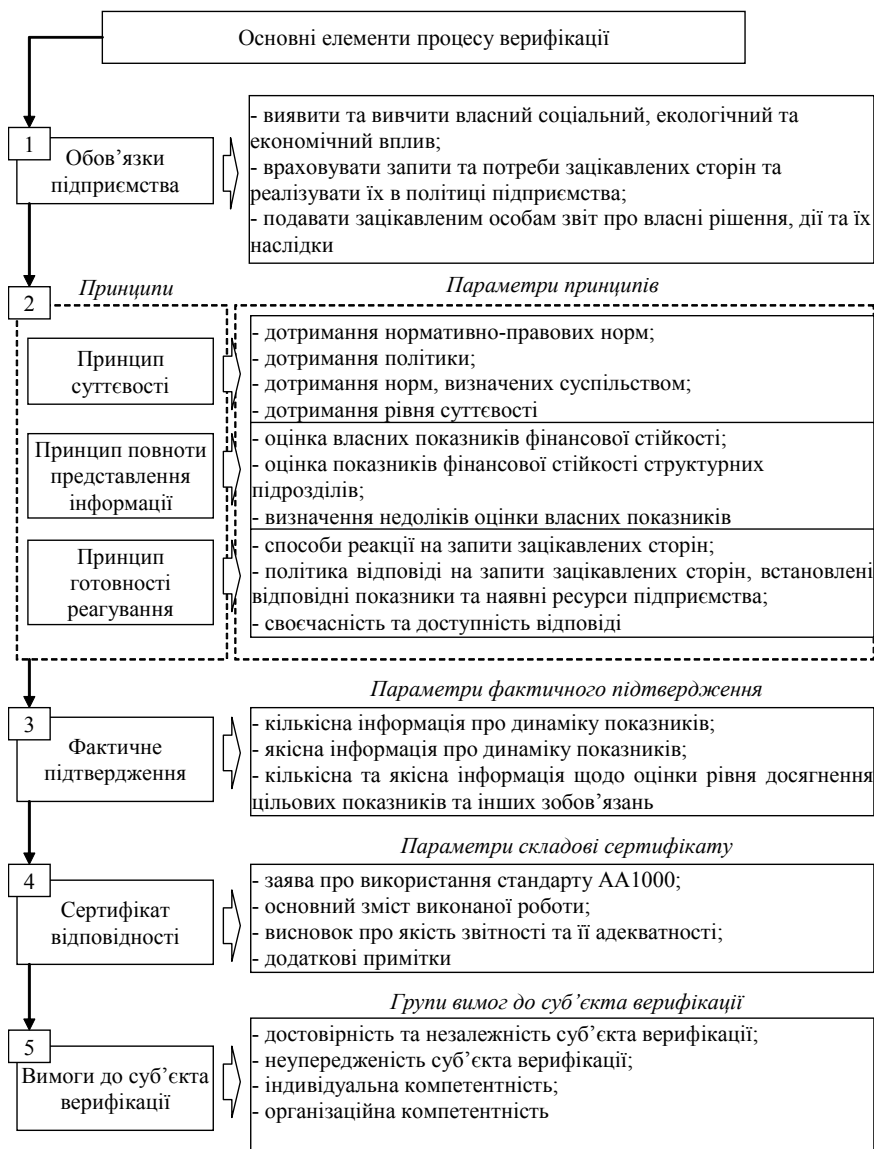 Основні елементи процесу верифікації
1
Обов’язки
підприємства
- виявити та вивчити власний соціальний, екологічний та
економічний вплив;
- враховувати запити та потреби зацікавлених сторін та
реалізувати їх в політиці підприємства;
- подавати зацікавленим особам звіт про власні рішення, дії та їх
наслідки
2
Принципи
Параметри принципів
Принцип
суттєвості
- дотримання нормативно-правових норм;
- дотримання політики;
- дотримання норм, визначених суспільством;
- дотримання рівня суттєвості
Принцип повноти
представлення
інформації
- оцінка власних показників фінансової стійкості;
- оцінка показників фінансової стійкості структурних
підрозділів;
- визначення недоліків оцінки власних показників
Принцип
готовності
реагування
- способи реакції на запити зацікавлених сторін;
- політика відповіді на запити зацікавлених сторін, встановлені
відповідні показники та наявні ресурси підприємства;
- своєчасність та доступність відповіді
Параметри фактичного підтвердження
3
Фактичне
підтвердження
- кількісна інформація про динаміку показників;
- якісна інформація про динаміку показників;
- кількісна та якісна інформація щодо оцінки рівня досягнення
цільових показників та інших зобов’язань
Параметри складові сертифікату
4
Сертифікат
відповідності
- заява про використання стандарту АА1000;
- основний зміст виконаної роботи;
- висновок про якість звітності та її адекватності;
- додаткові примітки
Групи вимог до суб’єкта верифікації
5
Вимоги до суб’єкта
верифікації
- достовірність та незалежність суб’єкта верифікації;
- неупередженість суб’єкта верифікації;
- індивідуальна компетентність;
- організаційна компетентність